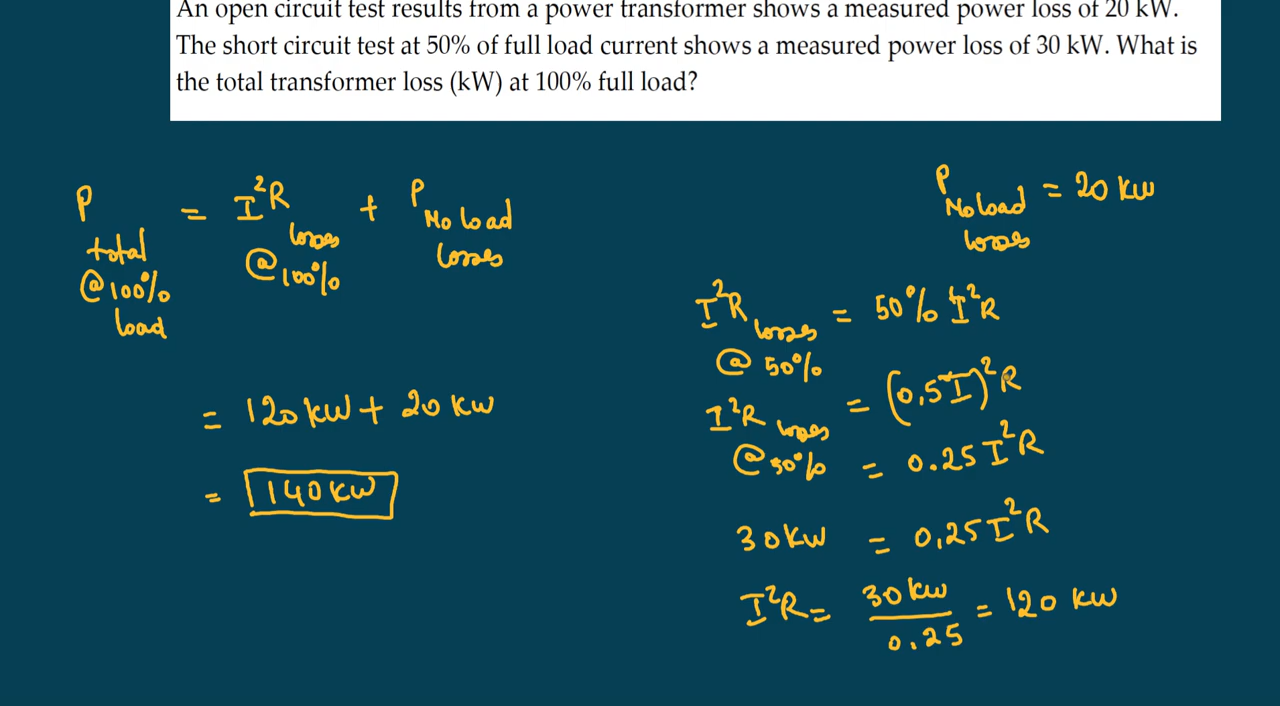 An open circuit test results from a power transformer shows a measured power loss of 20 kW.
The short circuit test at 50% of full load current shows a measured power loss of 30 kW. What is
the total transformer loss (kW) at 100% full load?
P total @ 100% load = I²R losses @ 100% + P No load losses
= 120 kW + 20 kW
= 140 kW
P No load losses = 20 kW
I²R losses @ 50% = 50% I²R
I²R losses @ 50% = (0.5I)²R
= 0.25 I²R
30 kW = 0.25 I²R
I²R = 30 kW / 0.25 = 120 kW